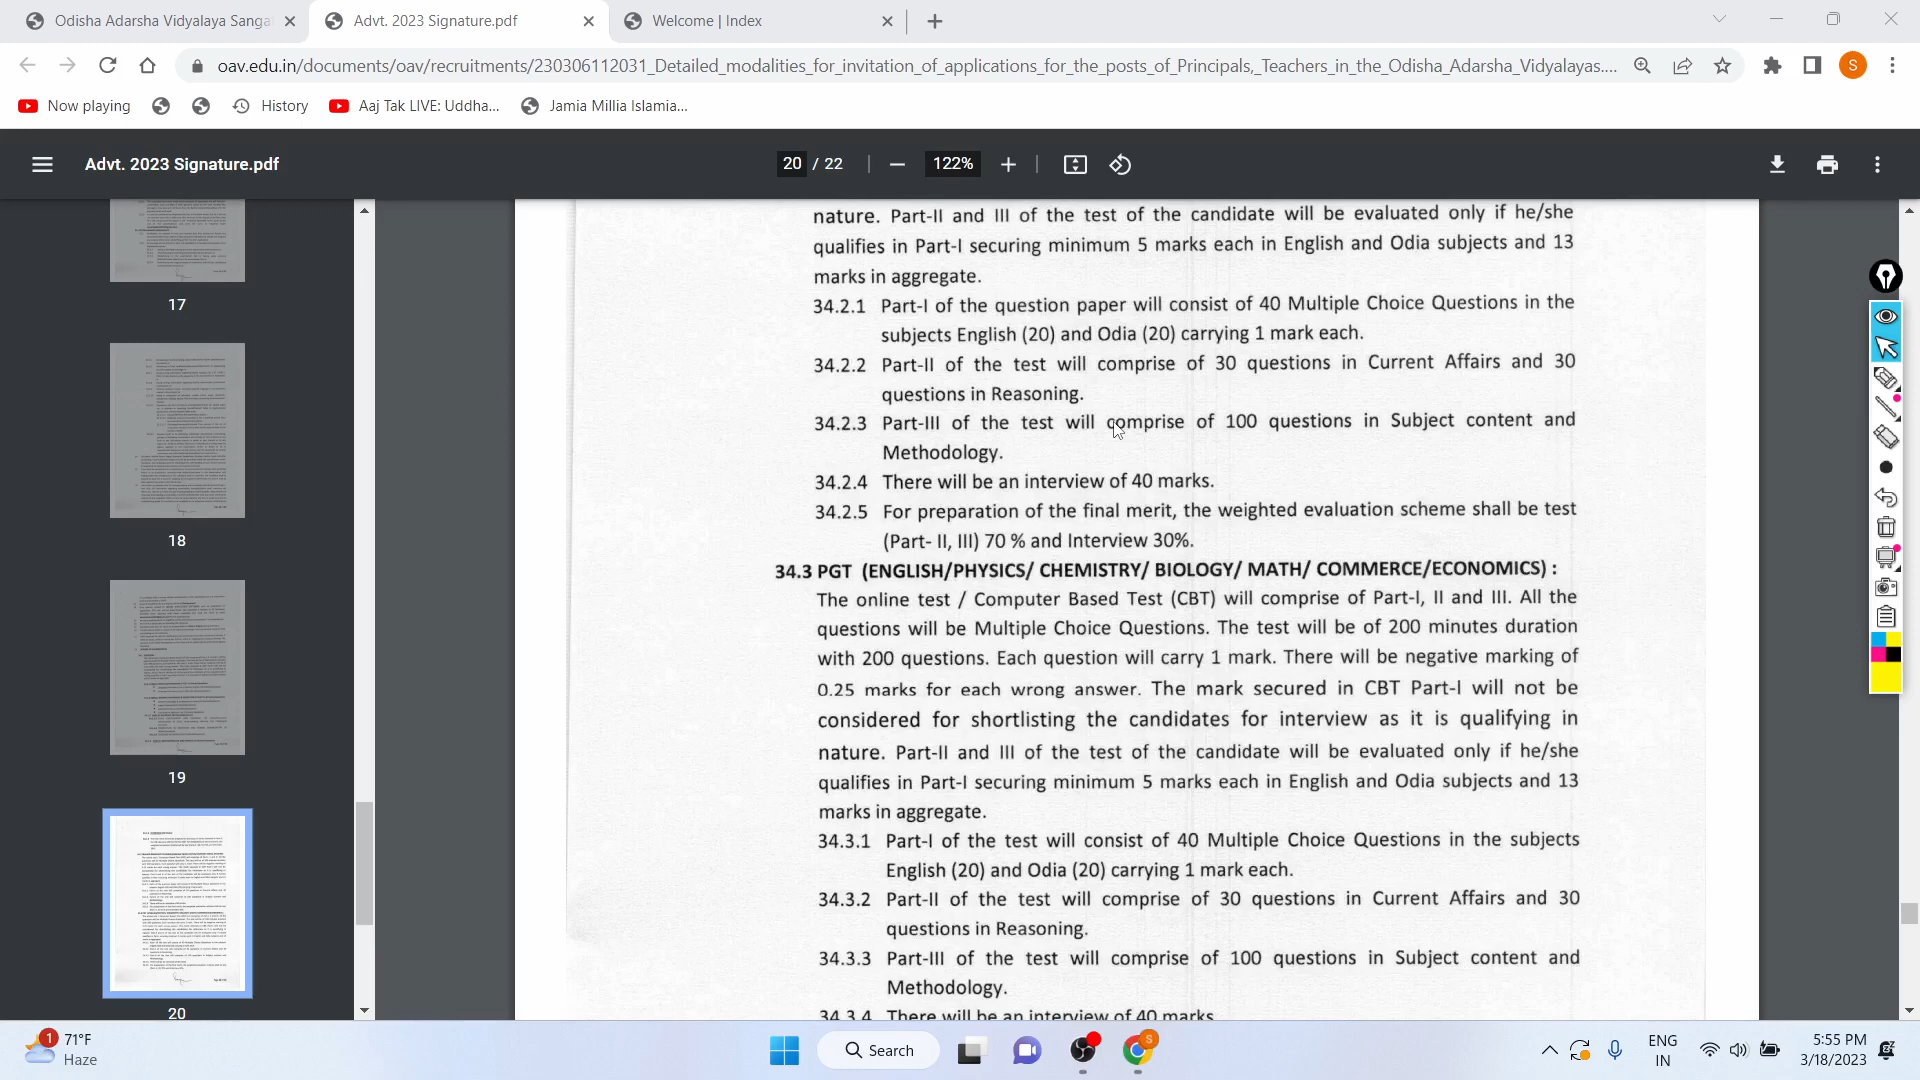 Odisha Adarsha Vidyalaya Sanga
Advt. 2023 Signature.pdf
Welcome | Index
oav.edu.in/documents/oav/recruitments/230306112031_Detailed_modalities_for_invitation_of_applications_for_the_posts_of_Principals,_Teachers_in_the_Odisha_Adarsha_Vidyalayas....
S
Now playing
History
Aaj Tak LIVE: Uddha...
Jamia Millia Islamia...
Advt. 2023 Signature.pdf
20 / 22
122%
17
18
19
20
nature. Part-II and III of the test of the candidate will be evaluated only if he/she
qualifies in Part-I securing minimum 5 marks each in English and Odia subjects and 13
marks in aggregate.
34.2.1 Part-I of the question paper will consist of 40 Multiple Choice Questions in the
subjects English (20) and Odia (20) carrying 1 mark each.
34.2.2 Part-II of the test will comprise of 30 questions in Current Affairs and 30
questions in Reasoning.
34.2.3 Part-III of the test will comprise of 100 questions in Subject content and
Methodology.
34.2.4 There will be an interview of 40 marks.
34.2.5 For preparation of the final merit, the weighted evaluation scheme shall be test
(Part- II, III) 70 % and Interview 30%.
34.3 PGT (ENGLISH/PHYSICS/ CHEMISTRY/ BIOLOGY/ MATH/ COMMERCE/ECONOMICS) :
The online test / Computer Based Test (CBT) will comprise of Part-I, II and III. All the
questions will be Multiple Choice Questions. The test will be of 200 minutes duration
with 200 questions. Each question will carry 1 mark. There will be negative marking of
0.25 marks for each wrong answer. The mark secured in CBT Part-I will not be
considered for shortlisting the candidates for interview as it is qualifying in
nature. Part-II and III of the test of the candidate will be evaluated only if he/she
qualifies in Part-I securing minimum 5 marks each in English and Odia subjects and 13
marks in aggregate.
34.3.1 Part-I of the test will consist of 40 Multiple Choice Questions in the subjects
English (20) and Odia (20) carrying 1 mark each.
34.3.2 Part-II of the test will comprise of 30 questions in Current Affairs and 30
questions in Reasoning.
34.3.3 Part-III of the test will comprise of 100 questions in Subject content and
Methodology.
34.3.4 There will be an interview of 40 marks
1
71°F
Haze
Search
S
ENG
IN
5:55 PM
3/18/2023